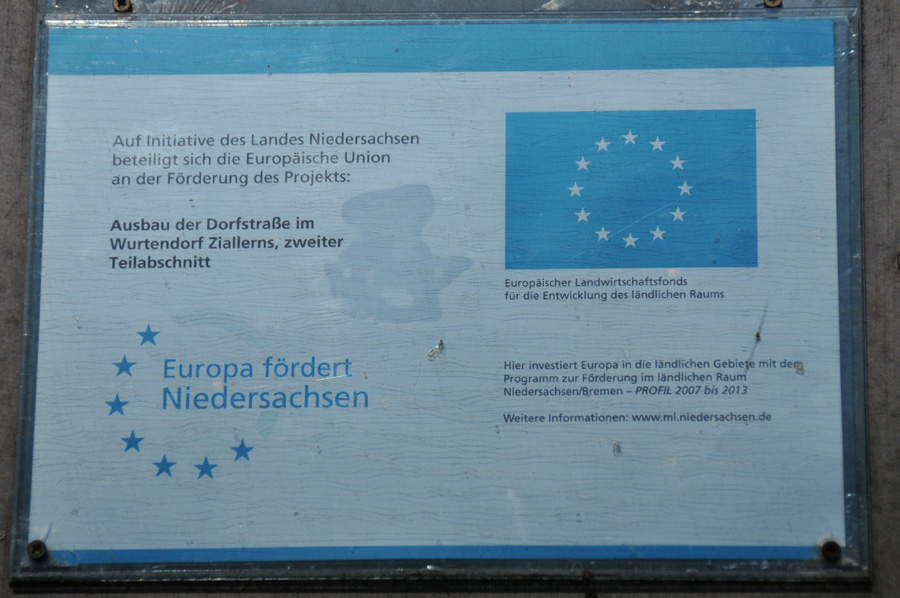 Auf Initiative des Landes Niedersachsen
beteiligt sich die Europäische Union
an der Förderung des Projekts:
Ausbau der Dorfstraße im
Wurtendorf Ziallerns, zweiter
Teilabschnitt
Europa fördert
Niedersachsen
Europäischer Landwirtschaftsfonds
für die Entwicklung des ländlichen Raums
Hier investiert Europa in die ländlichen Gebiete mit dem
Programm zur Förderung im ländlichen Raum
Niedersachsen/Bremen – PROFIL 2007 bis 2013
Weitere Informationen: www.ml.niedersachsen.de